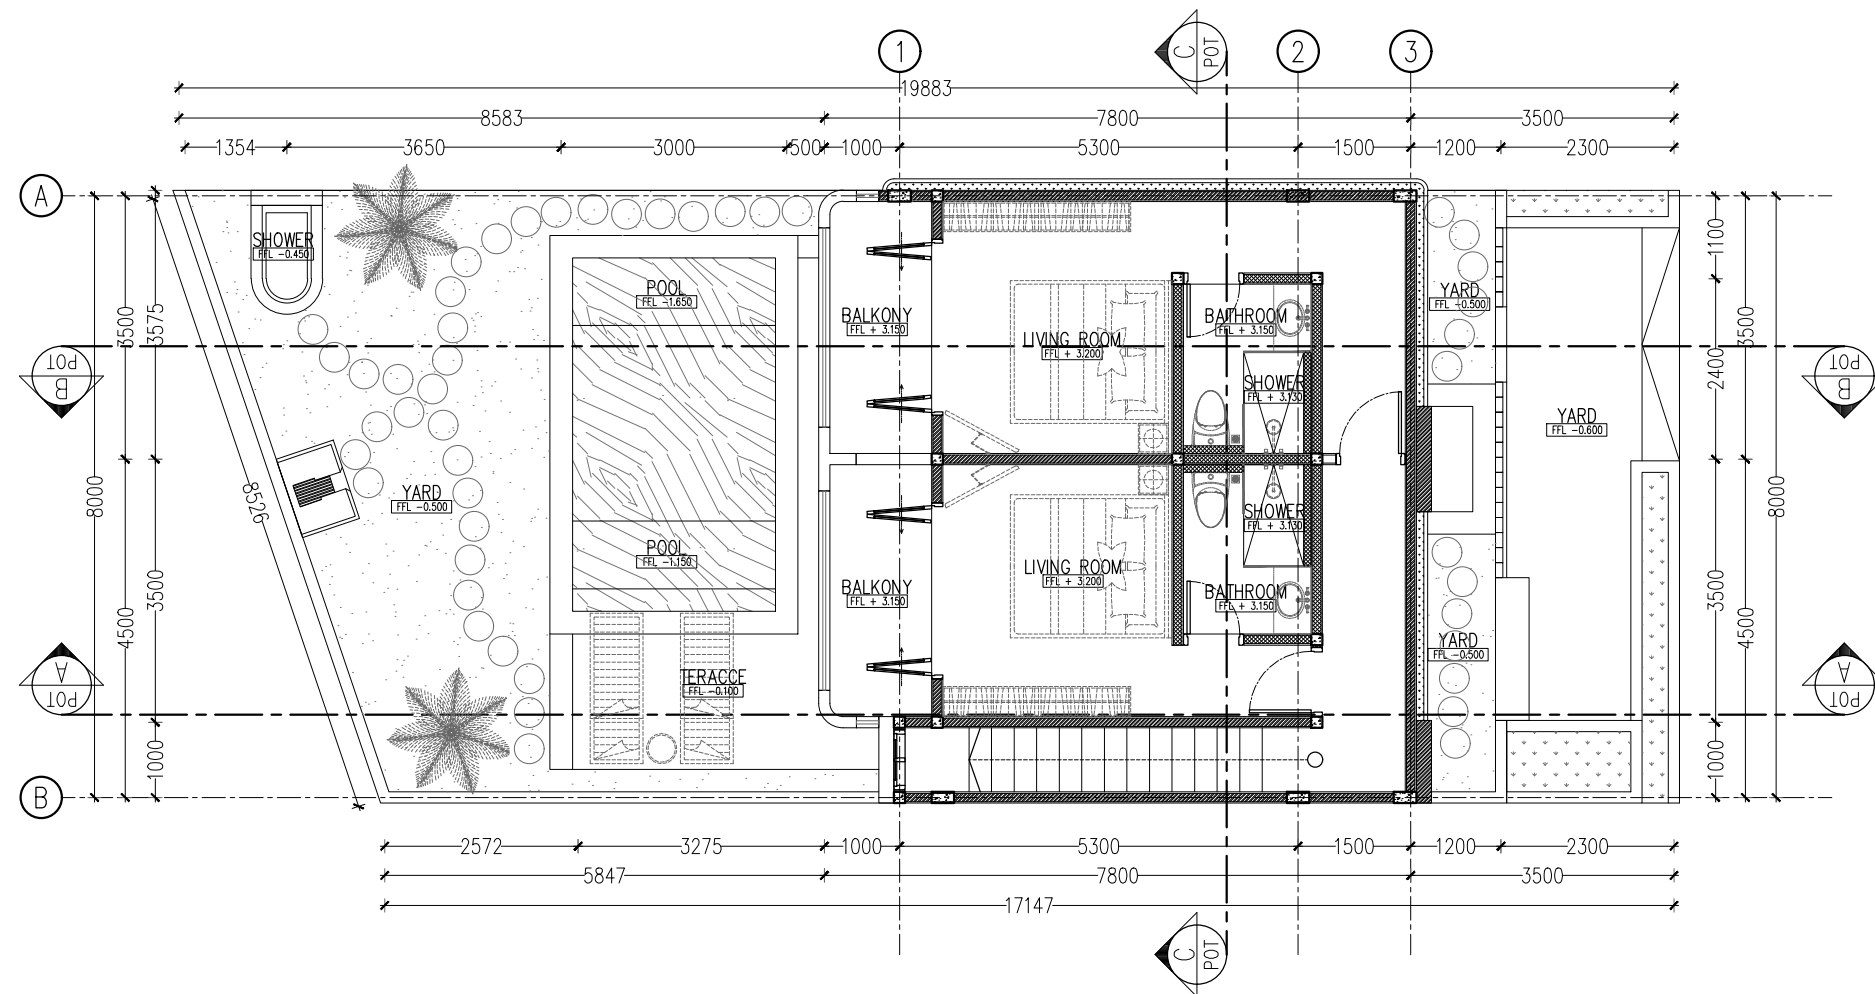 1
C
POT
2
3
19883
8583
7800
3500
1354
3650
3000
500
1000
5300
1500
1200
2300
A
SHOWER
FFL -0.450
3500
3575
1100
POOL
FFL -1.650
YARD
FFL -0.500
BALKONY
FFL + 3.150
BATHROOM
FFL + 3.150
LIVING ROOM
FFL + 3.200
3500
2400
POT
B
POT
B
SHOWER
FFL + 3.130
YARD
FFL -0.600
8000
8526
YARD
FFL -0.500
8000
SHOWER
FFL + 3.130
POOL
FFL -1.150
LIVING ROOM
FFL + 3.200
BALKONY
FFL + 3.150
BATHROOM
FFL + 3.150
3500
4500
3500
4500
YARD
FFL -0.500
A
POT
TERACCE
FFL -0.100
A
POT
1000
1000
B
2572
3275
1000
5300
1500
1200
2300
5847
7800
3500
17147
C
POT